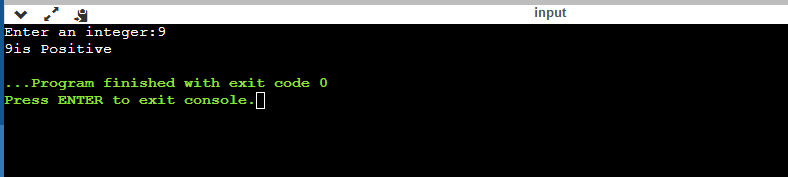 input
Enter an integer:9
9is Positive
...Program finished with exit code 0
Press ENTER to exit console.